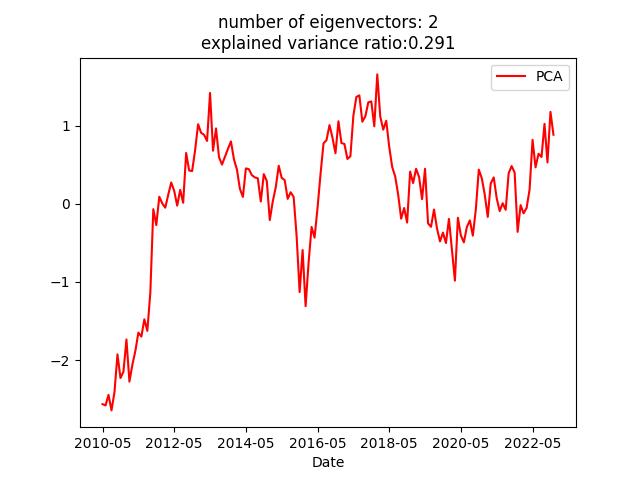 number of eigenvectors: 2
explained variance ratio:0.291
PCA
1
0
−1
−2
2010-05 2012-05 2014-05 2016-05 2018-05 2020-05 2022-05
Date